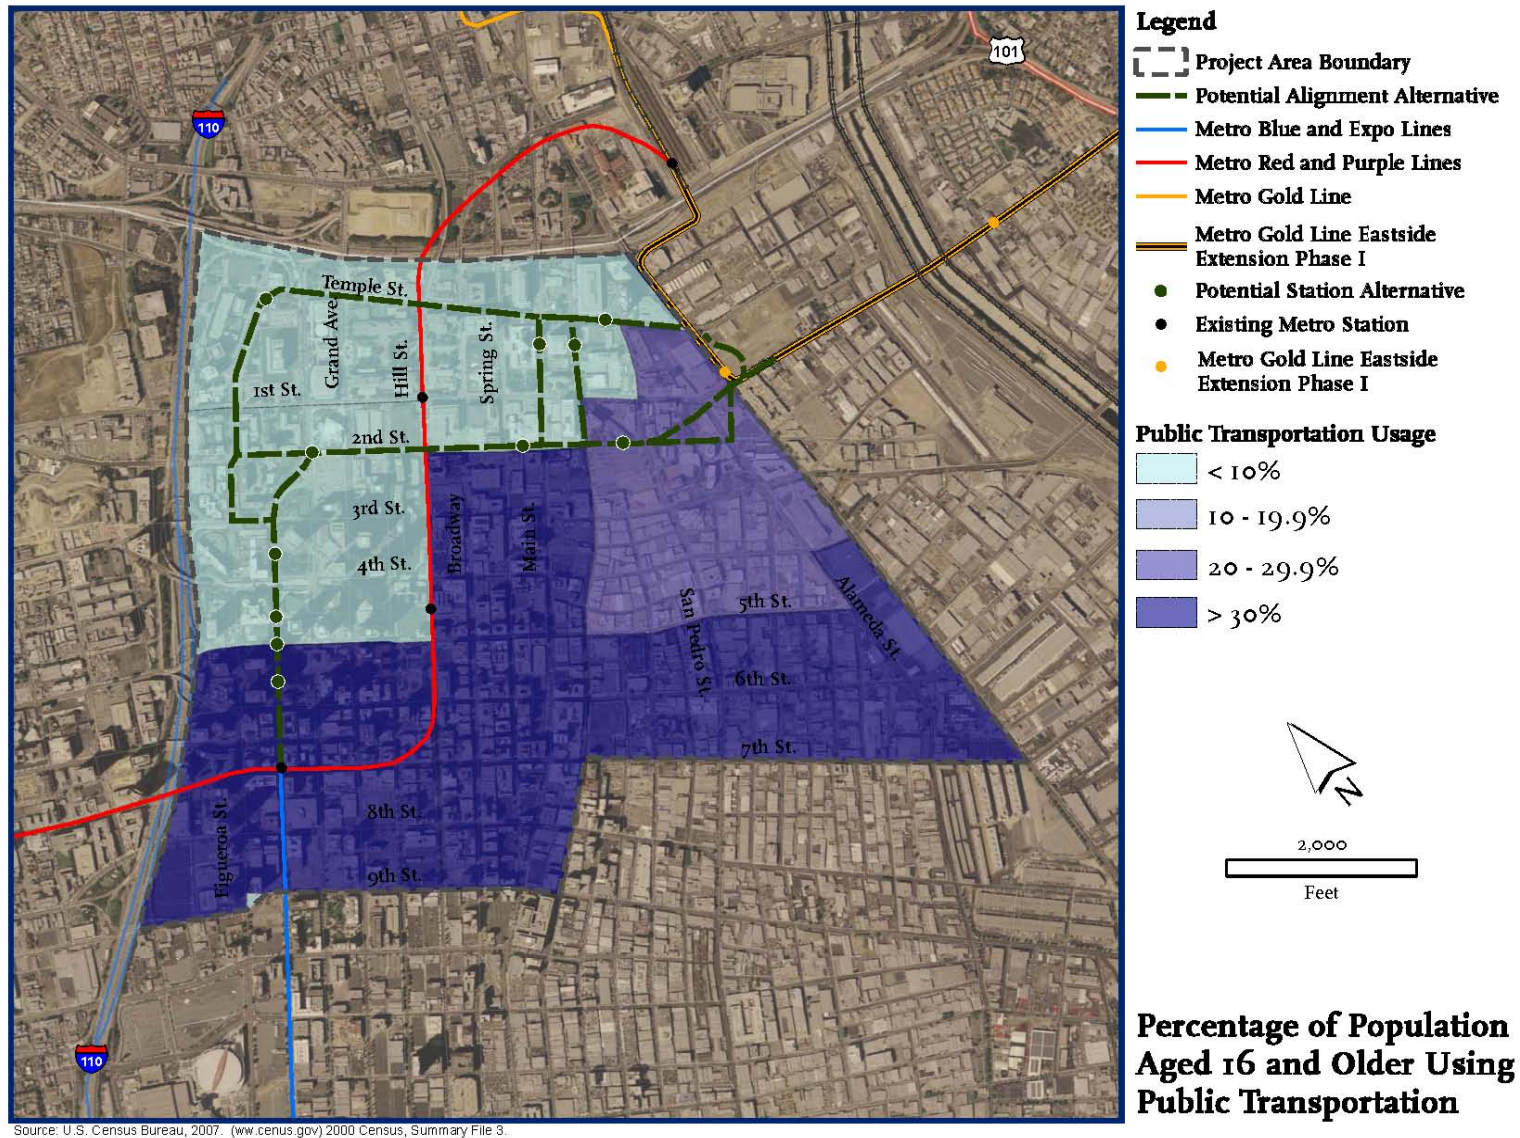 Legend
Project Area Boundary
Potential Alignment Alternative
Metro Blue and Expo Lines
Metro Red and Purple Lines
Metro Gold Line
Metro Gold Line Eastside
Extension Phase I
Potential Station Alternative
Existing Metro Station
Metro Gold Line Eastside
Extension Phase I
Public Transportation Usage
< 10%
10 - 19.9%
20 - 29.9%
> 30%
N
2,000
Feet
Percentage of Population
Aged 16 and Older Using
Public Transportation
101
110
Temple St.
Grand Ave.
Hill St.
Spring St.
1st St.
2nd St.
3rd St.
Broadway
Main St.
4th St.
5th St.
San Pedro St.
Alameda St.
6th St.
7th St.
8th St.
Figueroa St.
9th St.
110
Source: U.S. Census Bureau, 2007. (ww.cenus.gov) 2000 Census, Summary File 3.